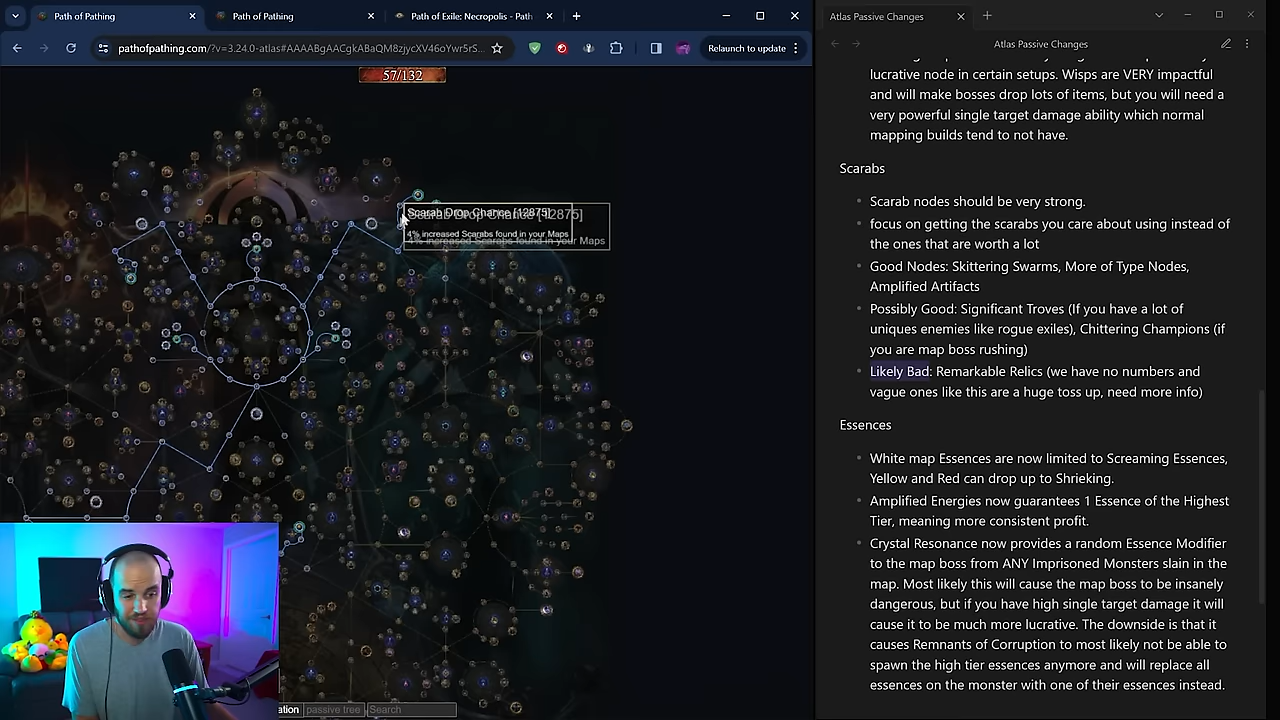 Path of Pathing
Path of Pathing
Path of Exile: Necropolis - Path
pathofpathing.com/?v=3.24.0-atlas#AAAABgAACgkABaQM8zjycXV46oYwr5rS...
Relaunch to update
57/132
Scarab Drop Chance [12875]
4% increased Scarabs found in your Maps
Scarab Drop Chance [12875]
4% increased Scarabs found in your Maps
passive tree
Search
Atlas Passive Changes
Atlas Passive Changes
lucrative node in certain setups. Wisps are VERY impactful
and will make bosses drop lots of items, but you will need a
very powerful single target damage ability which normal
mapping builds tend to not have.
Scarabs
Scarab nodes should be very strong.
focus on getting the scarabs you care about using instead of
the ones that are worth a lot
Good Nodes: Skittering Swarms, More of Type Nodes,
Amplified Artifacts
Possibly Good: Significant Troves (If you have a lot of
uniques enemies like rogue exiles), Chittering Champions (if
you are map boss rushing)
Likely Bad: Remarkable Relics (we have no numbers and
vague ones like this are a huge toss up, need more info)
Essences
White map Essences are now limited to Screaming Essences,
Yellow and Red can drop up to Shrieking.
Amplified Energies now guarantees 1 Essence of the Highest
Tier, meaning more consistent profit.
Crystal Resonance now provides a random Essence Modifier
to the map boss from ANY Imprisoned Monsters slain in the
map. Most likely this will cause the map boss to be insanely
dangerous, but if you have high single target damage it will
cause it to be much more lucrative. The downside is that it
causes Remnants of Corruption to most likely not be able to
spawn the high tier essences anymore and will replace all
essences on the monster with one of their essences instead.